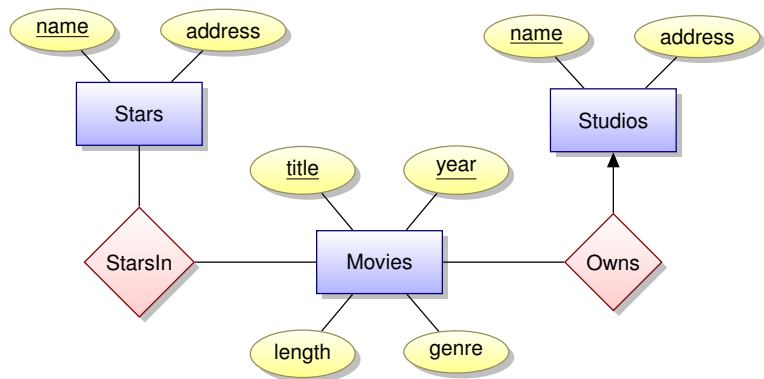 name
address
name
address
Stars
Studios
title
year
StarsIn
Movies
Owns
length
genre